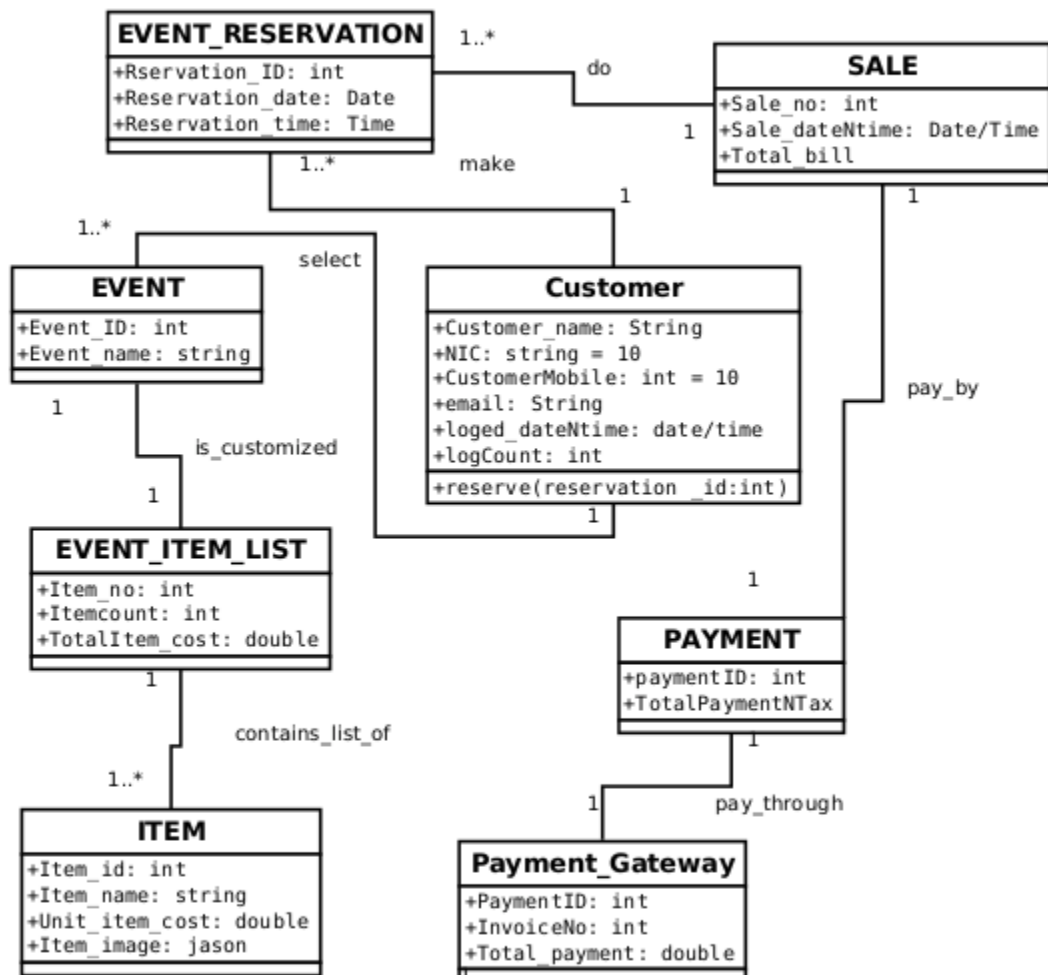 EVENT_RESERVATION
+Rservation_ID: int
+Reservation_date: Date
+Reservation_time: Time
1..*
do
1
SALE
+Sale_no: int
+Sale_dateNtime: Date/Time
+Total_bill
1..*
make
1
1
1..*
select
EVENT
+Event_ID: int
+Event_name: string
Customer
+Customer_name: String
+NIC: string = 10
+CustomerMobile: int = 10
+email: String
+loged_dateNtime: date/time
+logCount: int
+reserve(reservation _id:int)
1
pay_by
1
is_customized
1
EVENT_ITEM_LIST
+Item_no: int
+Itemcount: int
+TotalItem_cost: double
1
PAYMENT
+paymentID: int
+TotalPaymentNTax
1
contains_list_of
1..*
1
pay_through
1
ITEM
+Item_id: int
+Item_name: string
+Unit_item_cost: double
+Item_image: jason
Payment_Gateway
+PaymentID: int
+InvoiceNo: int
+Total_payment: double